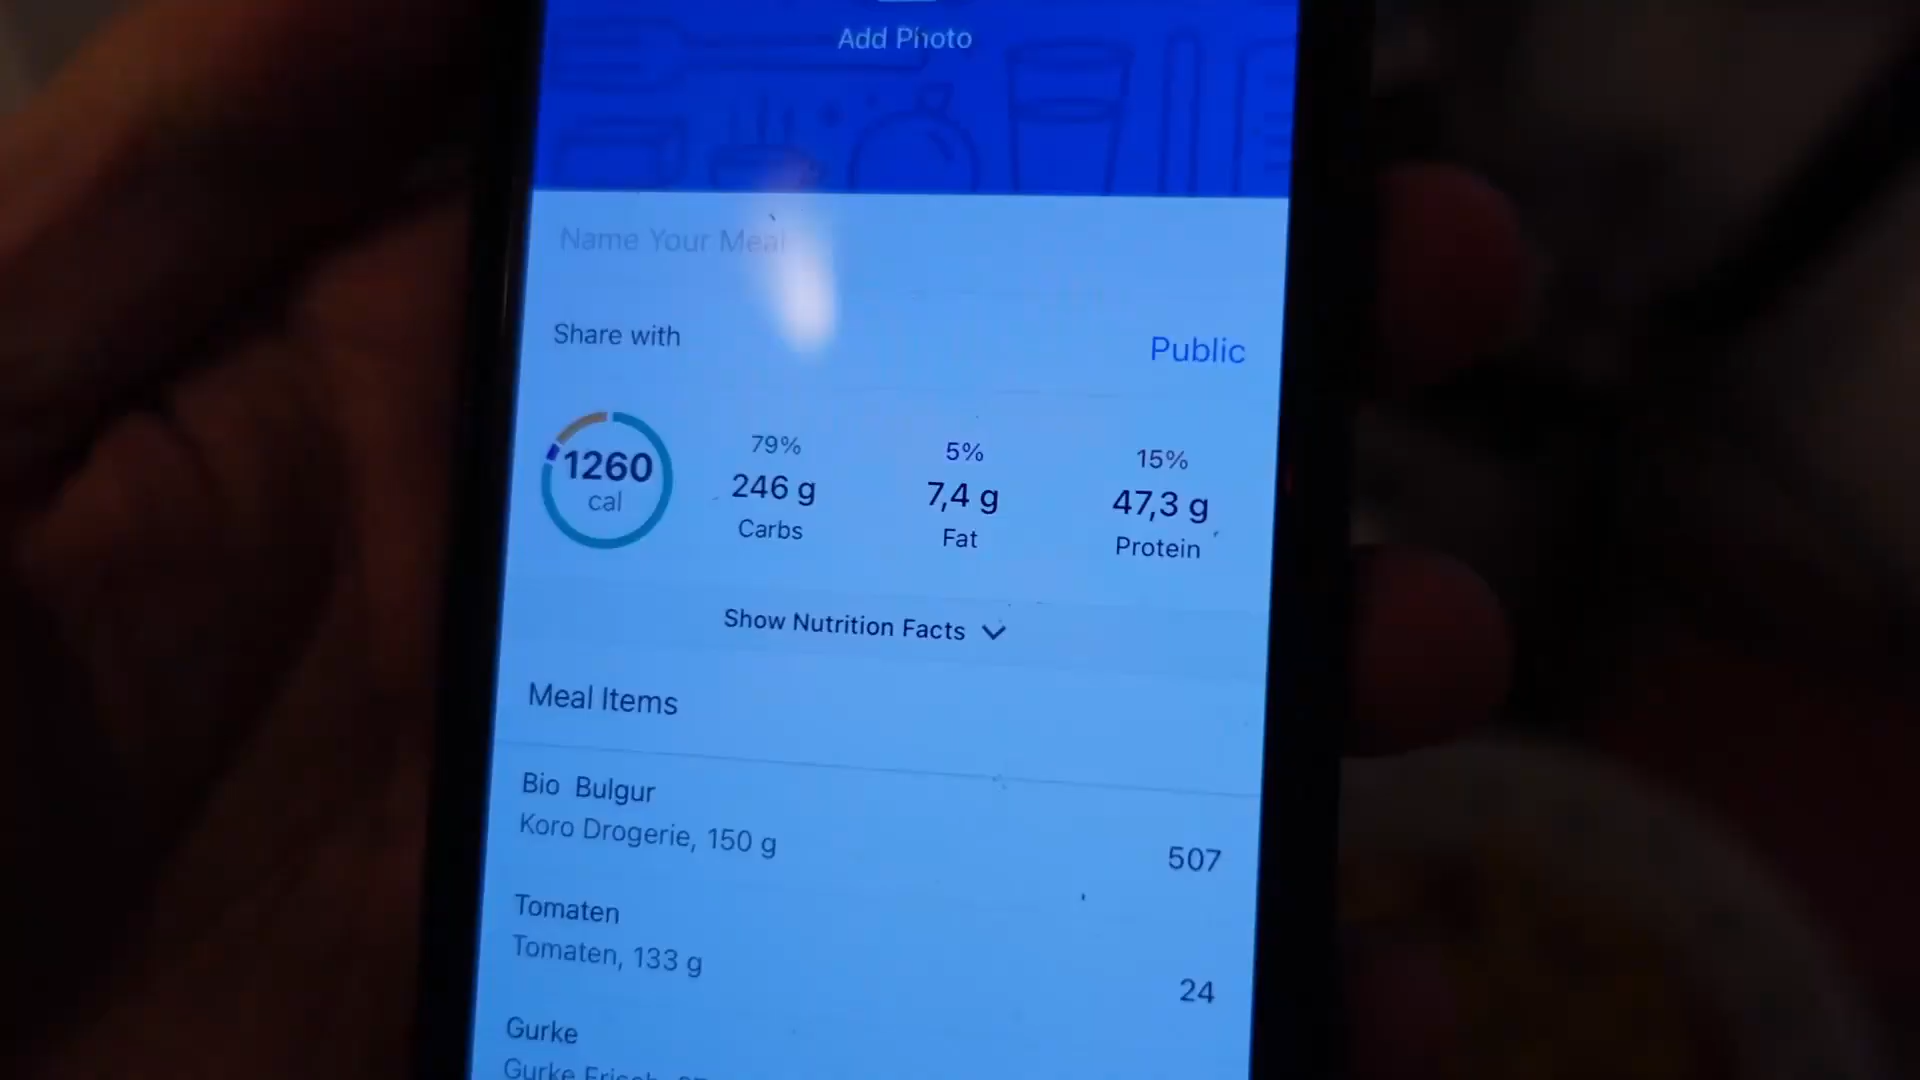 Add Photo
Name Your Meal
Share with
Public
1260
cal
79%
246 g
Carbs
5%
7,4 g
Fat
15%
47,3 g
Protein
Show Nutrition Facts
Meal Items
Bio Bulgur
Koro Drogerie, 150 g
507
Tomaten
Tomaten, 133 g
24
Gurke
Gurke